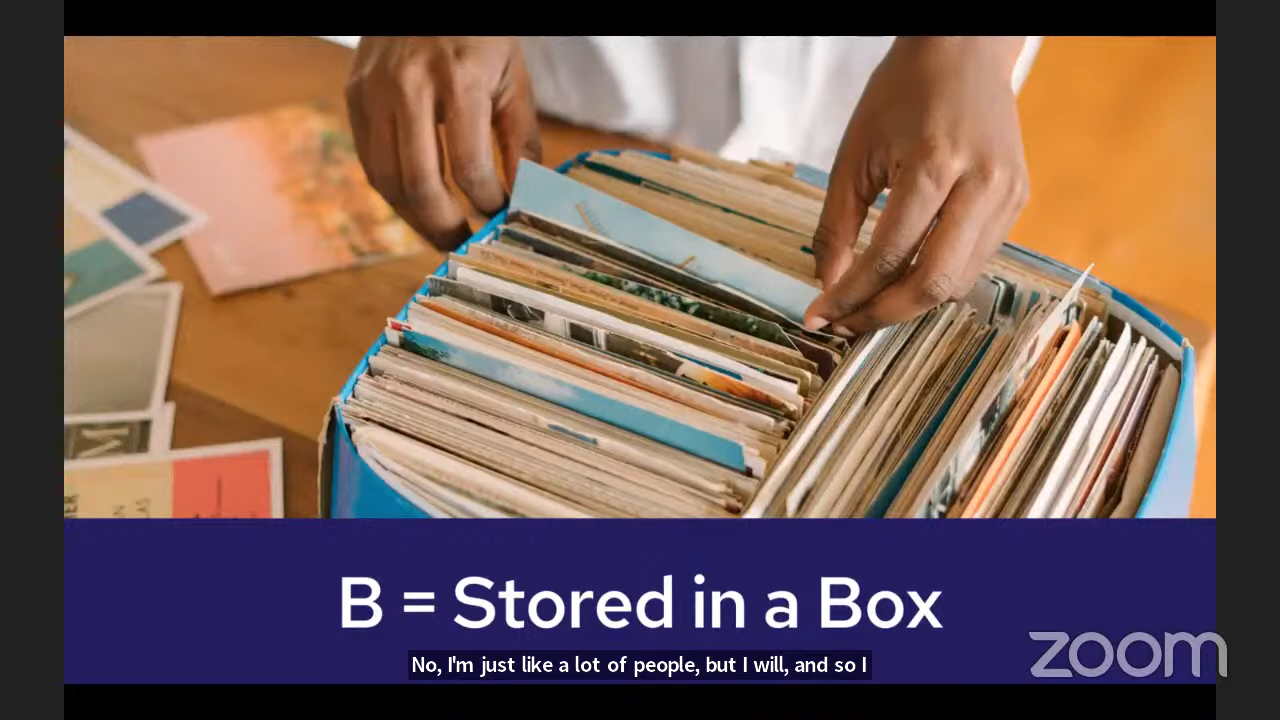 B = Stored in a Box
No, I'm just like a lot of people, but I will, and so I
zoom